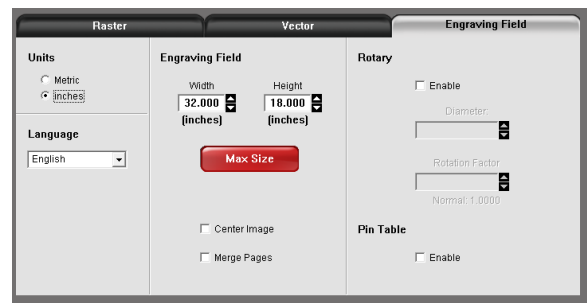 Raster
Vector
Engraving Field
Units
Metric
inches
Language
English
Engraving Field
Width
Height
32.000
18.000
(inches)
(inches)
Max Size
Center Image
Merge Pages
Rotary
Enable
Diameter:
Rotation Factor
Normal: 1.0000
Pin Table
Enable